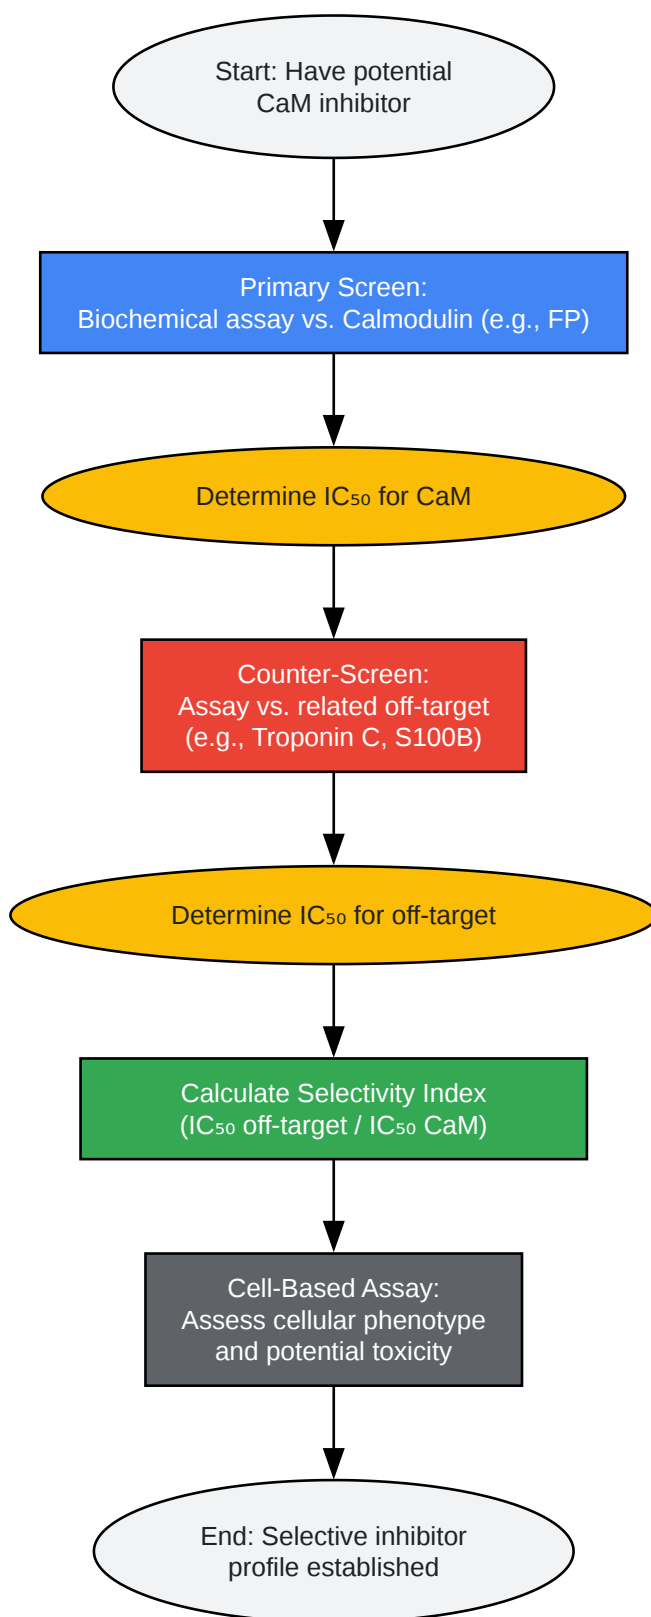 Start: Have potential
CaM inhibitor
Primary Screen:
Biochemical assay vs. Calmodulin (e.g., FP)
Determine IC₅₀ for CaM
Counter-Screen:
Assay vs. related off-target
(e.g., Troponin C, S100B)
Determine IC₅₀ for off-target
Calculate Selectivity Index
(IC₅₀ off-target / IC₅₀ CaM)
Cell-Based Assay:
Assess cellular phenotype
and potential toxicity
End: Selective inhibitor
profile established